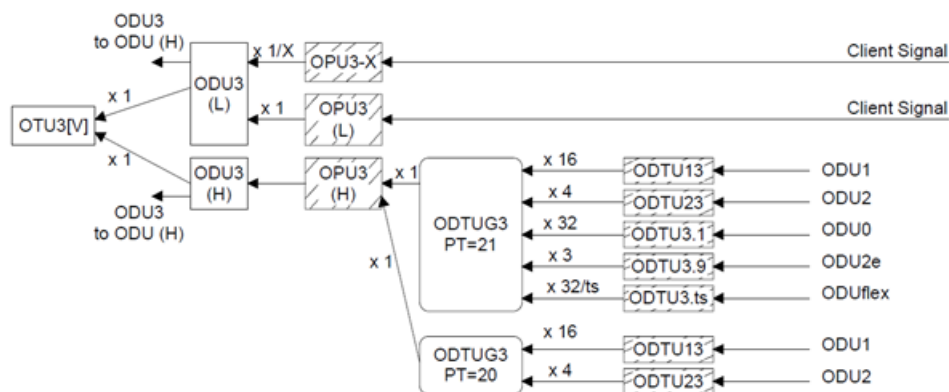 ODU3
to ODU (H)
x 1/X
OPU3-X
Client Signal
ODU3
(L)
x 1
x 1
OPU3
(L)
Client Signal
OTU3[V]
x 1
ODU3
(H)
OPU3
(H)
x 1
ODU3
to ODU (H)
x 1
ODTUG3
PT=21
x 16
ODTU13
ODU1
x 4
ODTU23
ODU2
x 32
ODTU3.1
ODU0
x 3
ODTU3.9
ODU2e
x 32/ts
ODTU3.ts
ODUflex
ODTUG3
PT=20
x 16
ODTU13
ODU1
x 4
ODTU23
ODU2